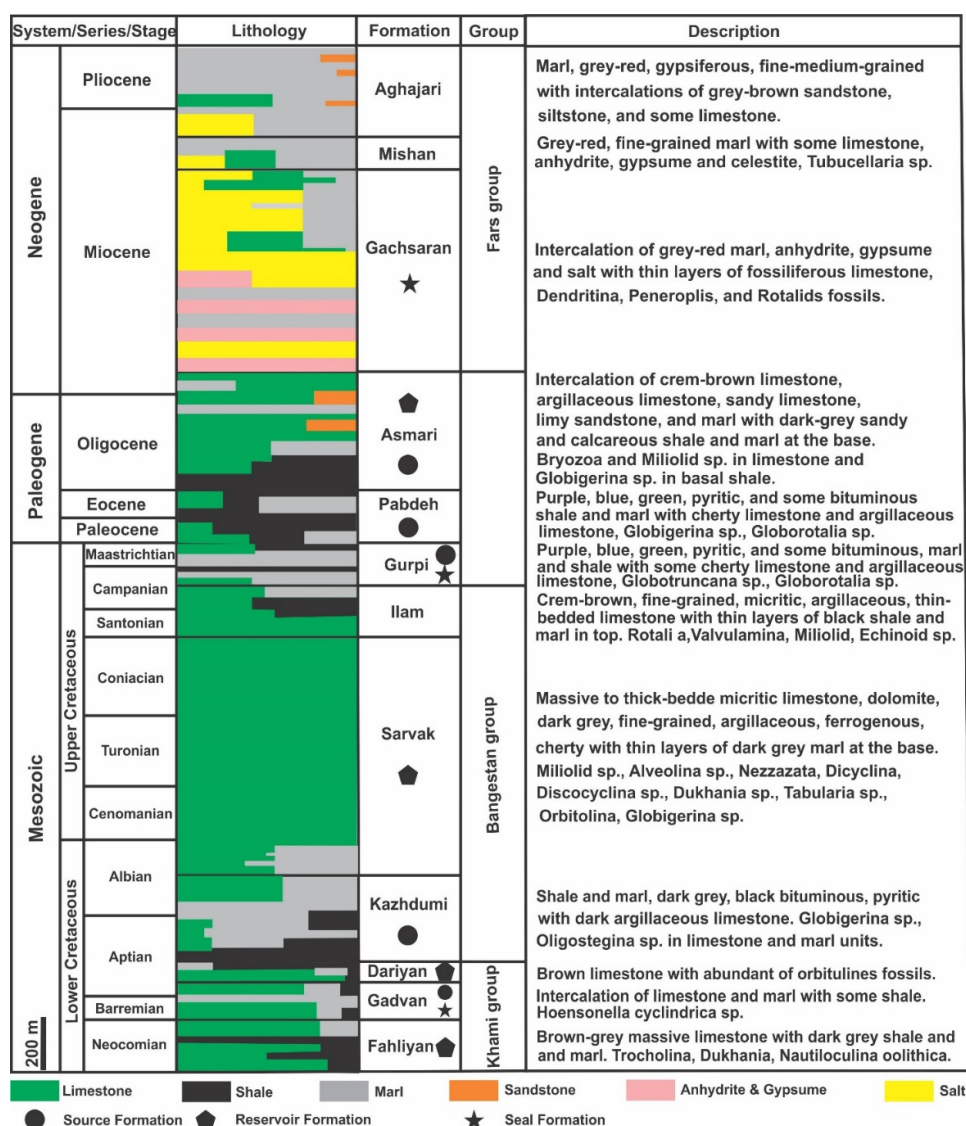 System/Series/Stage Lithology Formation Group Description
Neogene
Pliocene
Miocene
Paleogene
Oligocene
Eocene
Paleocene
Mesozoic
Upper Cretaceous
Maastrichtian
Campanian
Santonian
Coniacian
Turonian
Cenomanian
Lower Cretaceous
Albian
Aptian
Barremian
Neocomian
200 m
Aghajari
Mishan
Gachsaran
Asmari
Pabdeh
Gurpi
Ilam
Sarvak
Kazhdumi
Dariyan
Gadvan
Fahliyan
Fars group
Bangestan group
Khami group
Marl, grey-red, gypsiferous, fine-medium-grained
with intercalations of grey-brown sandstone,
siltstone, and some limestone.
Grey-red, fine-grained marl with some limestone,
anhydrite, gypsume and celestite, Tubucellaria sp.
Intercalation of grey-red marl, anhydrite, gypsume
and salt with thin layers of fossiliferous limestone,
Dendritina, Peneroplis, and Rotalids fossils.
Intercalation of crem-brown limestone,
argillaceous limestone, sandy limestone,
limy sandstone, and marl with dark-grey sandy
and calcareous shale and marl at the base.
Bryozoa and Miliolid sp. in limestone and
Globigerina sp. in basal shale.
Purple, blue, green, pyritic, and some bituminous
shale and marl with cherty limestone and argillaceous
limestone, Globigerina sp., Globorotalia sp.
Purple, blue, green, pyritic, and some bituminous, marl
and shale with some cherty limestone and argillaceous
limestone, Globotruncana sp., Globorotalia sp.
Crem-brown, fine-grained, micritic, argillaceous, thin-
bedded limestone with thin layers of black shale and
marl in top. Rotali a,Valvulamina, Miliolid, Echinoid sp.
Massive to thick-bedde micritic limestone, dolomite,
dark grey, fine-grained, argillaceous, ferrogenous,
cherty with thin layers of dark grey marl at the base.
Miliolid sp., Alveolina sp., Nezzazata, Dicyclina,
Discocyclina sp., Dukhania sp., Tabularia sp.,
Orbitolina, Globigerina sp.
Shale and marl, dark grey, black bituminous, pyritic
with dark argillaceous limestone. Globigerina sp.,
Oligostegina sp. in limestone and marl units.
Brown limestone with abundant of orbitulines fossils.
Intercalation of limestone and marl with some shale.
Hoensonella cyclindrica sp.
Brown-grey massive limestone with dark grey shale and
and marl. Trocholina, Dukhania, Nautiloculina oolithica.
Limestone Shale Marl Sandstone Anhydrite & Gypsume Salt
Source Formation Reservoir Formation Seal Formation